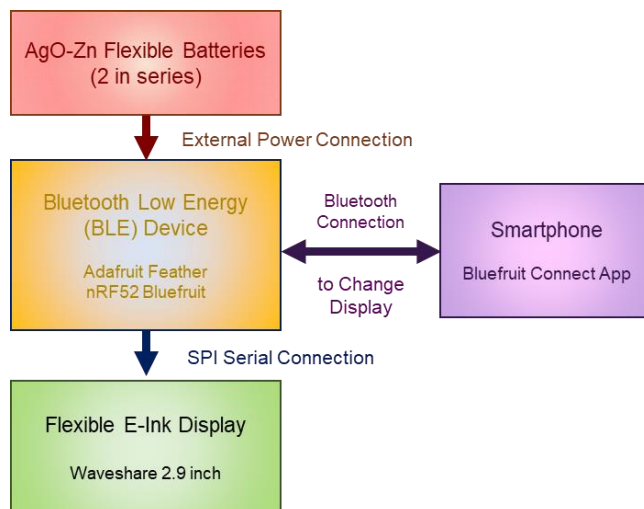 AgO-Zn Flexible Batteries
(2 in series)
External Power Connection
Bluetooth Low Energy
(BLE) Device
Adafruit Feather
nRF52 Bluefruit
Bluetooth
Connection
to Change
Display
Smartphone
Bluefruit Connect App
SPI Serial Connection
Flexible E-Ink Display
Waveshare 2.9 inch